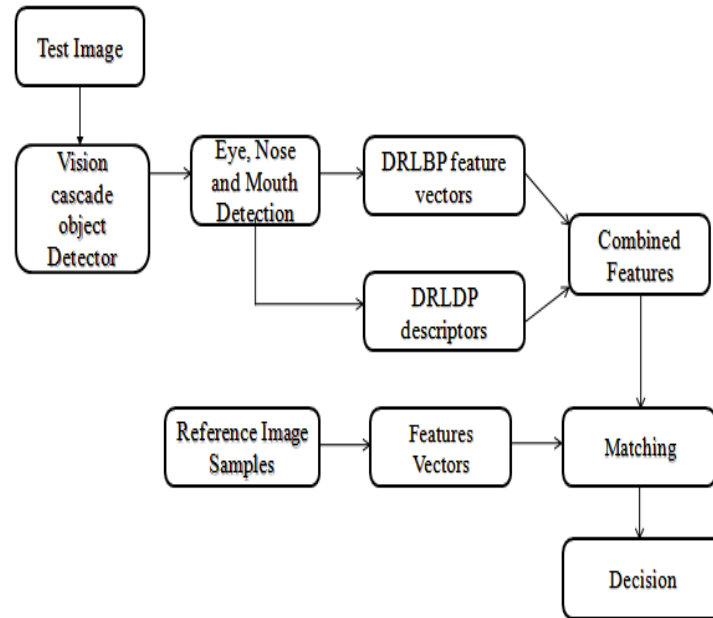 Test Image
Vision
cascade
object
Detector
Eye, Nose
and Mouth
Detection
DRLBP feature
vectors
DRLDP
descriptors
Combined
Features
Reference Image
Samples
Features
Vectors
Matching
Decision